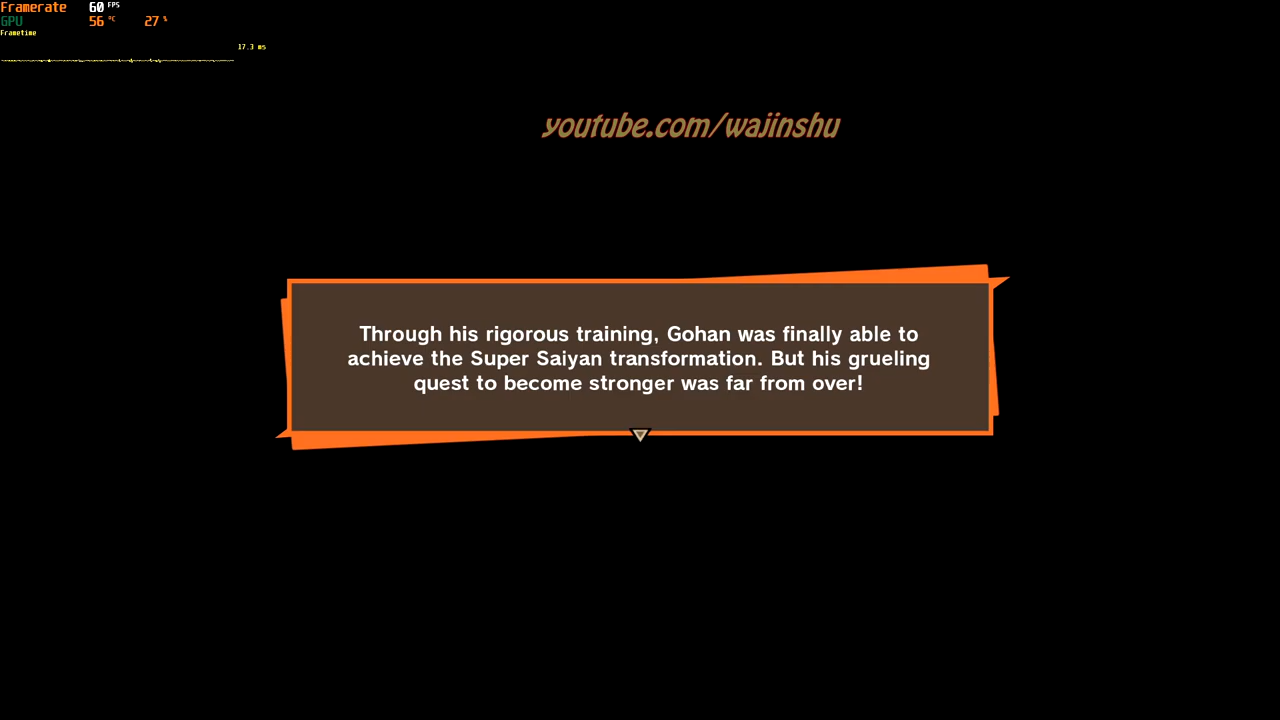 Framerate 60 FPS
GPU 56 °C 27 %
Frametime
17.3 ms
youtube.com/wajinshu
Through his rigorous training, Gohan was finally able to
achieve the Super Saiyan transformation. But his grueling
quest to become stronger was far from over!